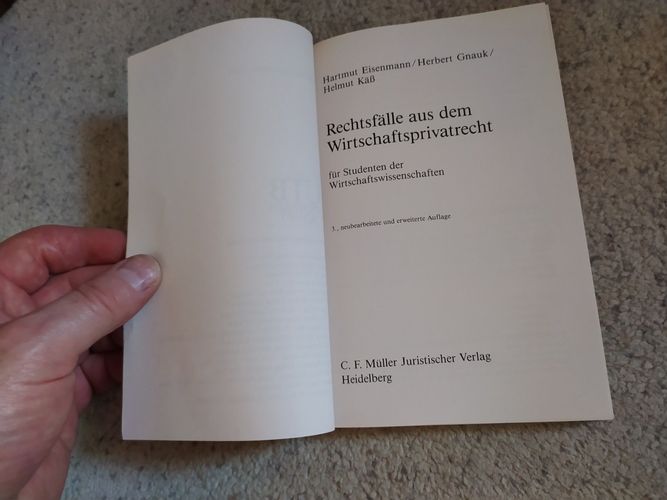 Hartmut Eisenmann/Herbert Gnauk/
Helmut Käß
Rechtsfälle aus dem
Wirtschaftsprivatrecht
für Studenten der
Wirtschaftswissenschaften
3., neubearbeitete und erweiterte Auflage
C. F. Müller Juristischer Verlag
Heidelberg